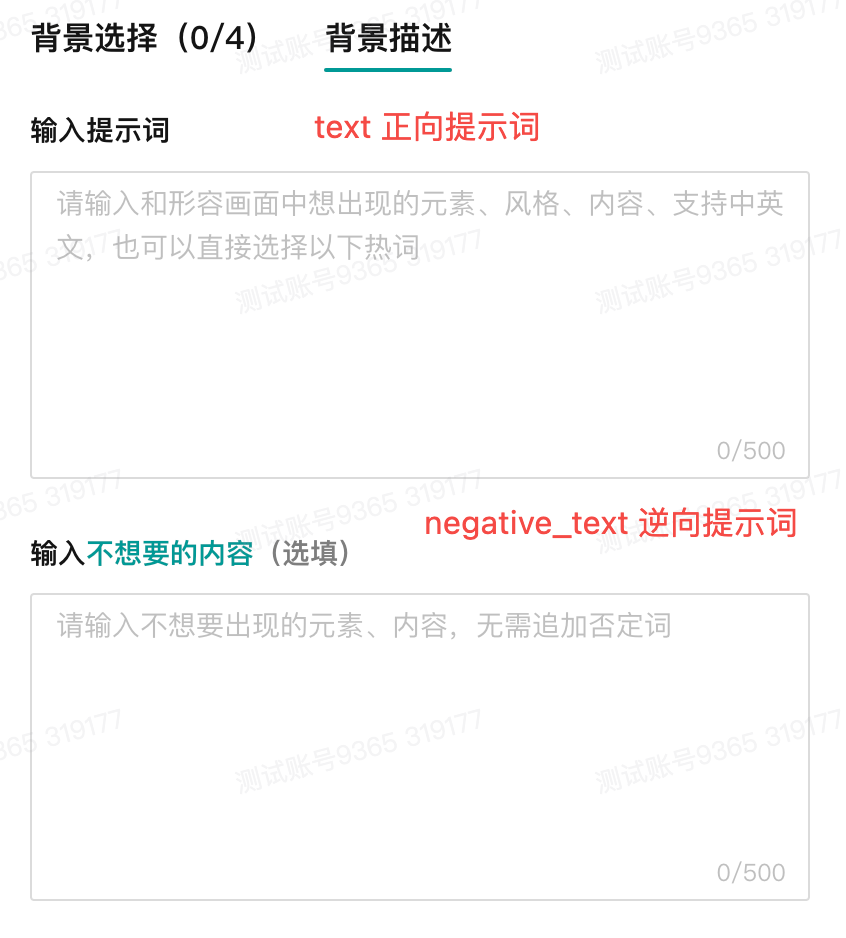 背景选择（0/4） 背景描述
输入提示词 text 正向提示词
请输入和形容画面中想出现的元素、风格、内容、支持中英
文，也可以直接选择以下热词
0/500
negative_text 逆向提示词
输入不想要的内容（选填）
请输入不想要出现的元素、内容，无需追加否定词
0/500
测试账号9365 319177